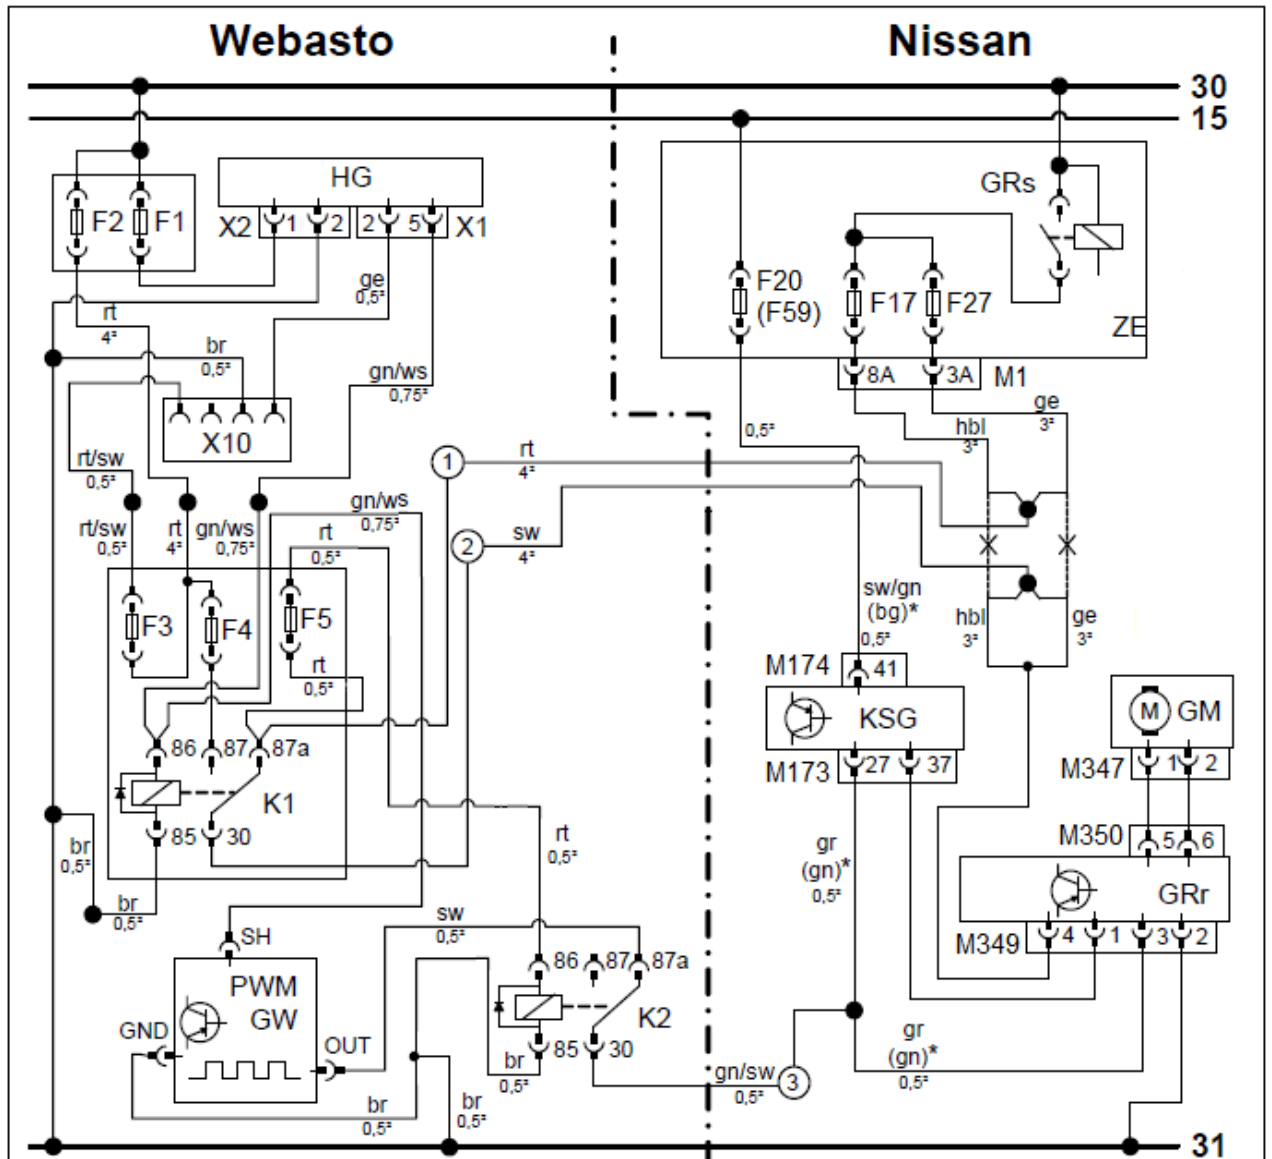 Webasto Nissan
30
15
HG
GRs
F2 F1
X2 1 2 2 5 X1
ge
0,5²
F20
(F59)
F17 F27
ZE
rt
4²
br
0,5²
gn/ws
0,75²
8A 3A M1
X10
0,5²
hbl
3²
ge
3²
rt/sw
0,5²
1
rt
4²
gn/ws
0,75²
rt/sw
0,5²
rt
4²
gn/ws
0,75²
rt
0,5²
2
sw
4²
F3 F4 F5
sw/gn
(bg)*
0,5²
hbl
3²
ge
3²
rt
0,5²
M174 41
KSG
M GM
86 87 87a
M173 27 37
M347 1 2
K1
85 30
rt
0,5²
M350 5 6
br
0,5²
gr
(gn)*
0,5²
GRr
br
0,5²
sw
0,5²
M349 4 1 3 2
SH
86 87 87a
PWM
GW
K2
GND
OUT
85 30
br
0,5²
gr
(gn)*
0,5²
gn/sw
0,5²
3
br
0,5²
br
0,5²
31